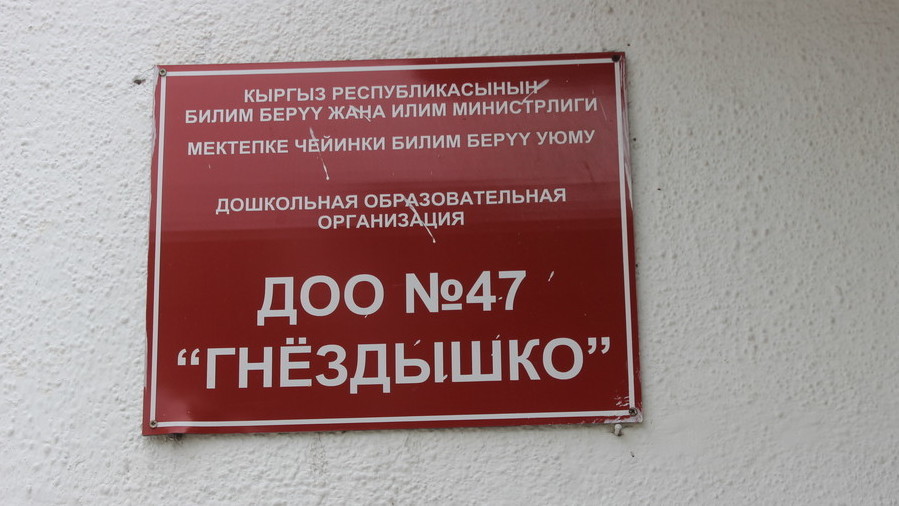 КЫРГЫЗ РЕСПУБЛИКАСЫНЫН
БИЛИМ БЕРҮҮ ЖАНА ИЛИМ МИНИСТРЛИГИ
МЕКТЕПКЕ ЧЕЙИНКИ БИЛИМ БЕРҮҮ УЮМУ
ДОШКОЛЬНАЯ ОБРАЗОВАТЕЛЬНАЯ
ОРГАНИЗАЦИЯ
ДОО №47
“ГНЁЗДЫШКО”